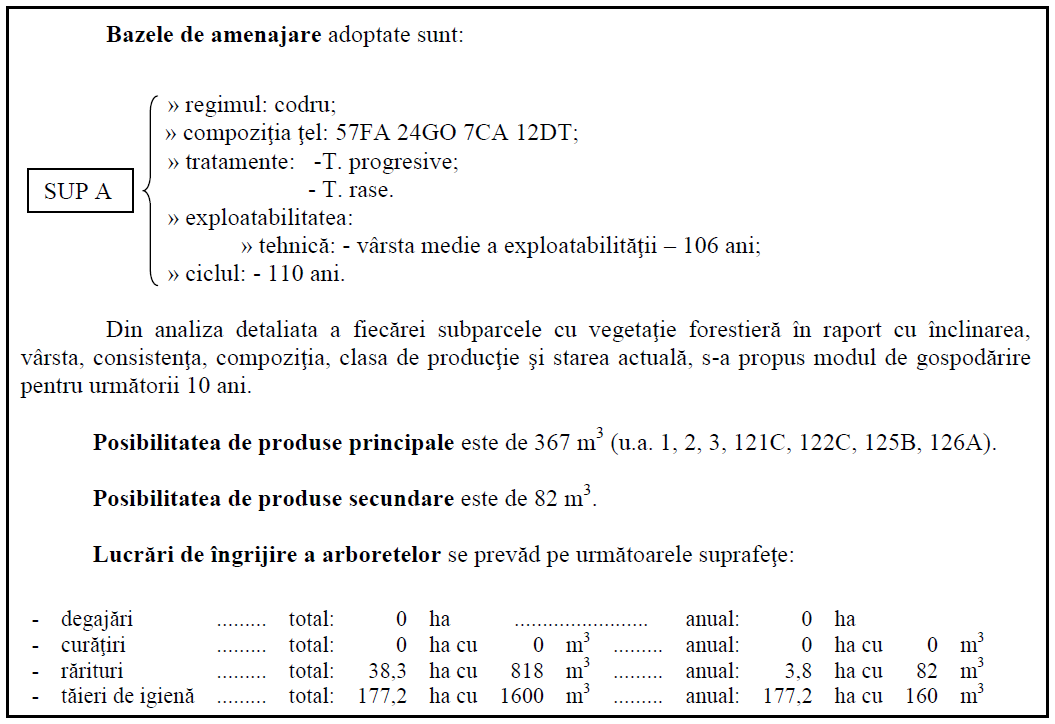 Bazele de amenajare adoptate sunt:
» regimul: codru;
» compoziţia ţel: 57FA 24GO 7CA 12DT;
» tratamente: -T. progresive;
- T. rase.
SUP A
» exploatabilitatea:
» tehnică: - vârsta medie a exploatabilităţii – 106 ani;
» ciclul: - 110 ani.
Din analiza detaliata a fiecărei subparcele cu vegetaţie forestieră în raport cu înclinarea,
vârsta, consistenţa, compoziţia, clasa de producţie şi starea actuală, s-a propus modul de gospodărire
pentru următorii 10 ani.
Posibilitatea de produse principale este de 367 m³ (u.a. 1, 2, 3, 121C, 122C, 125B, 126A).
Posibilitatea de produse secundare este de 82 m³.
Lucrări de îngrijire a arboretelor se prevăd pe următoarele suprafeţe:
- degajări ......... total: 0 ha ........................ anual: 0 ha
- curăţiri ......... total: 0 ha cu 0 m³ ......... anual: 0 ha cu 0 m³
- rărituri ......... total: 38,3 ha cu 818 m³ ......... anual: 3,8 ha cu 82 m³
- tăieri de igienă ......... total: 177,2 ha cu 1600 m³ ......... anual: 177,2 ha cu 160 m³